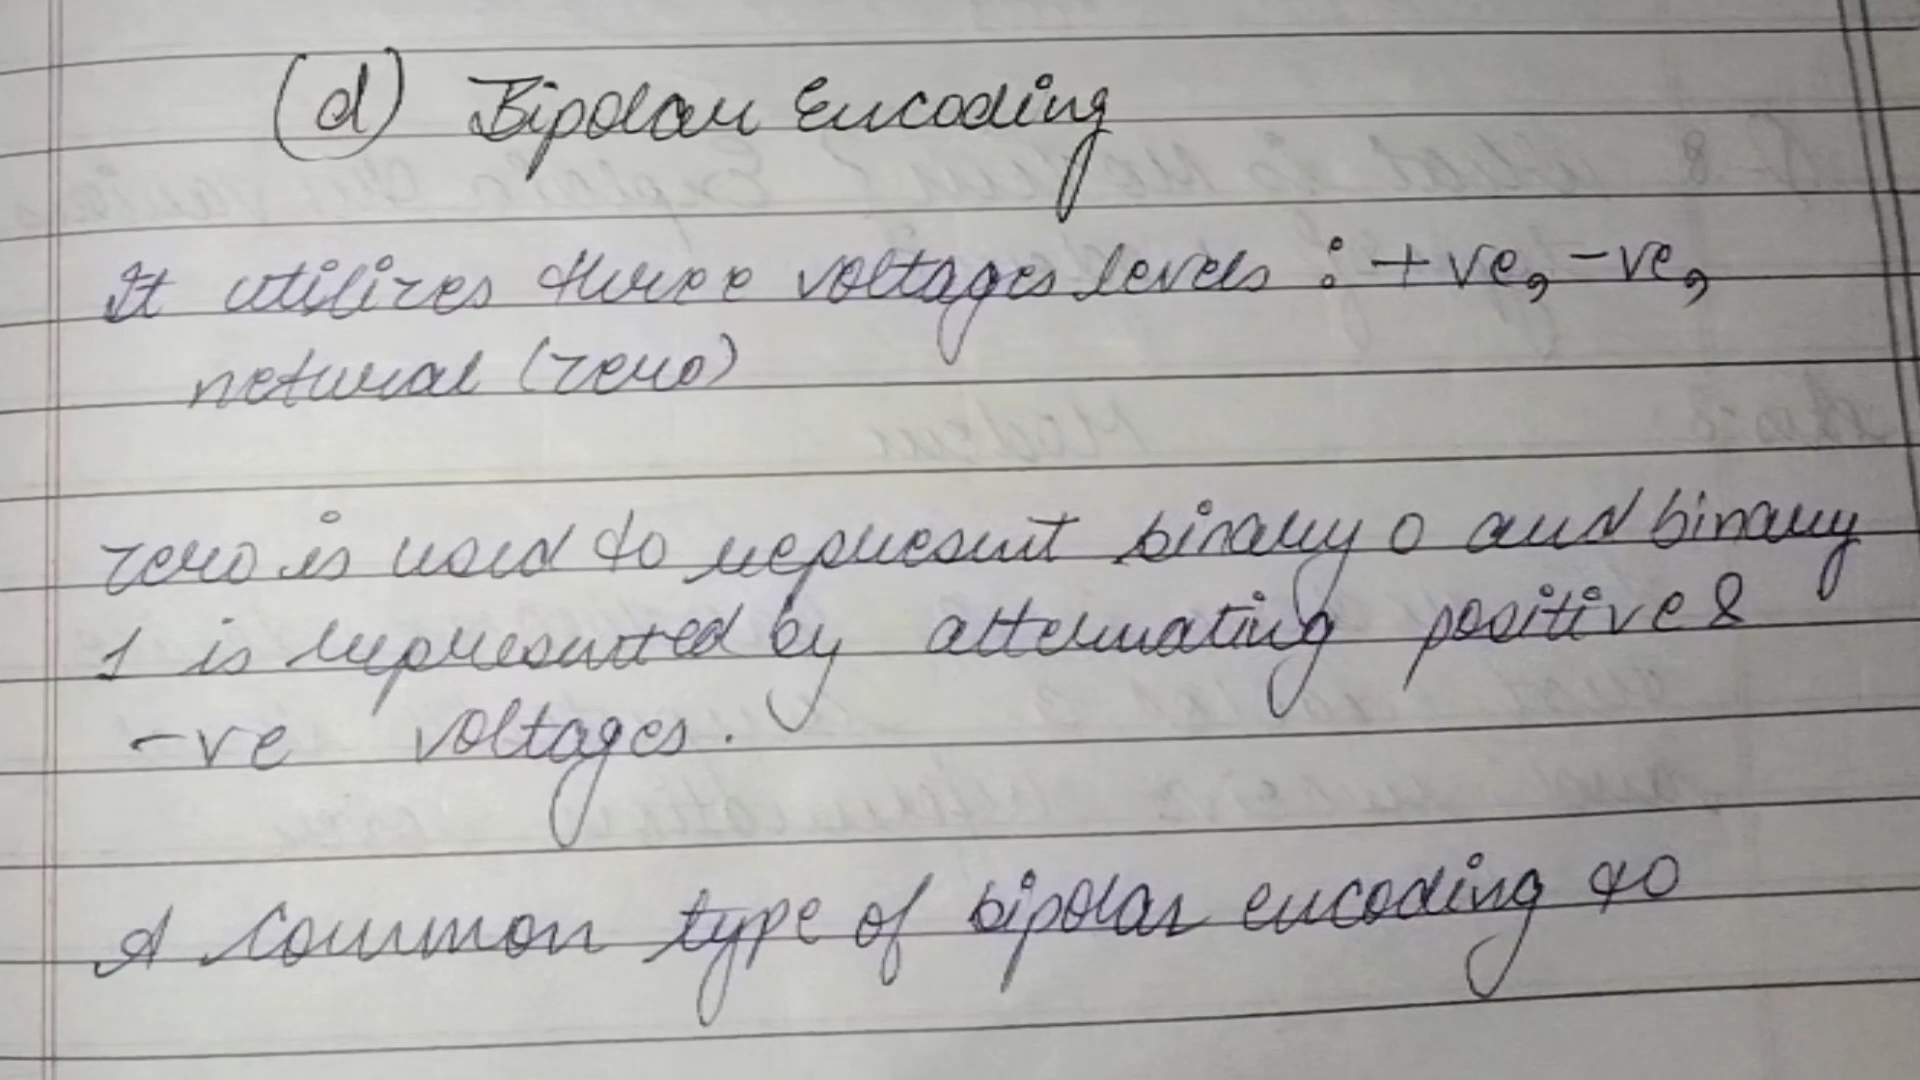 (d) Bipolar Encoding
It utilizes three voltages levels : +ve, -ve,
netural (zero)
zero is used to represent binary 0 and binary
1 is represented by alternating positive &
-ve voltages.
A common type of bipolar encoding to